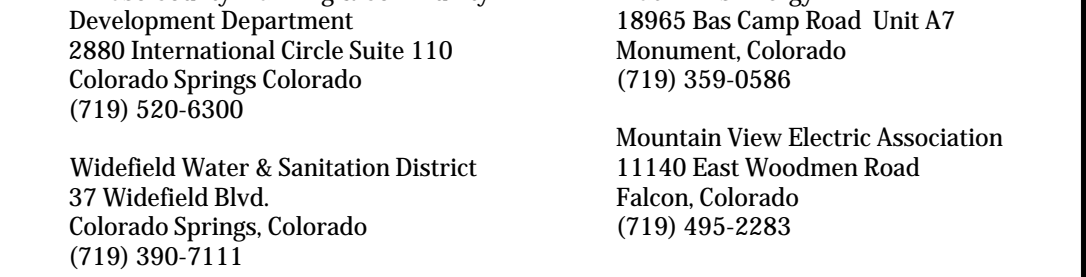 Development Department
2880 International Circle Suite 110
Colorado Springs Colorado
(719) 520-6300
Widefield Water & Sanitation District
37 Widefield Blvd.
Colorado Springs, Colorado
(719) 390-7111
18965 Bas Camp Road Unit A7
Monument, Colorado
(719) 359-0586
Mountain View Electric Association
11140 East Woodmen Road
Falcon, Colorado
(719) 495-2283